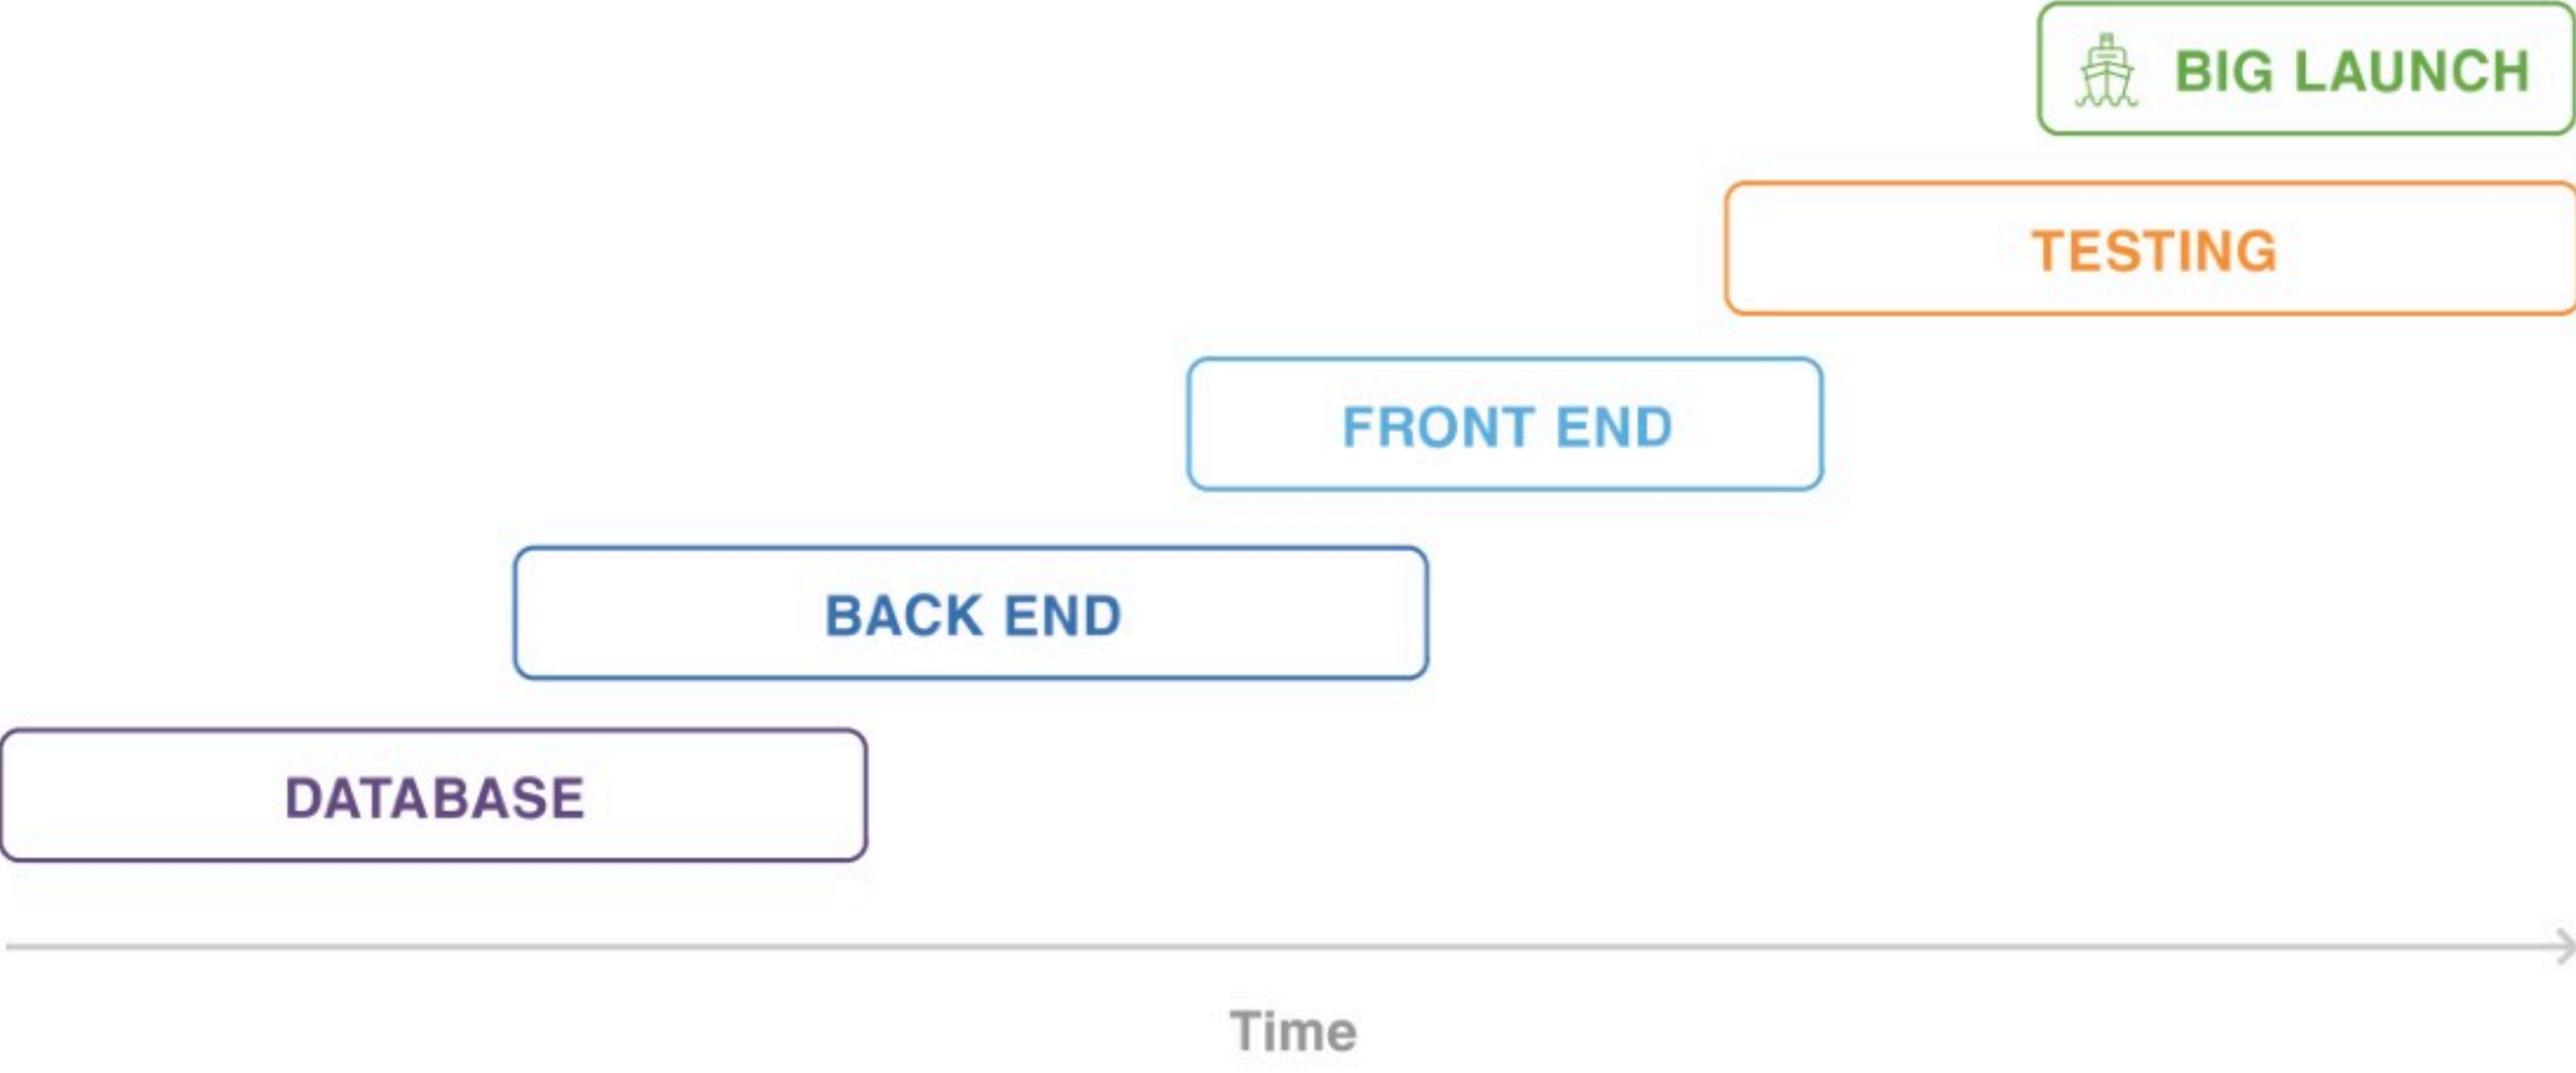 BIG LAUNCH
TESTING
FRONT END
BACK END
DATABASE
Time